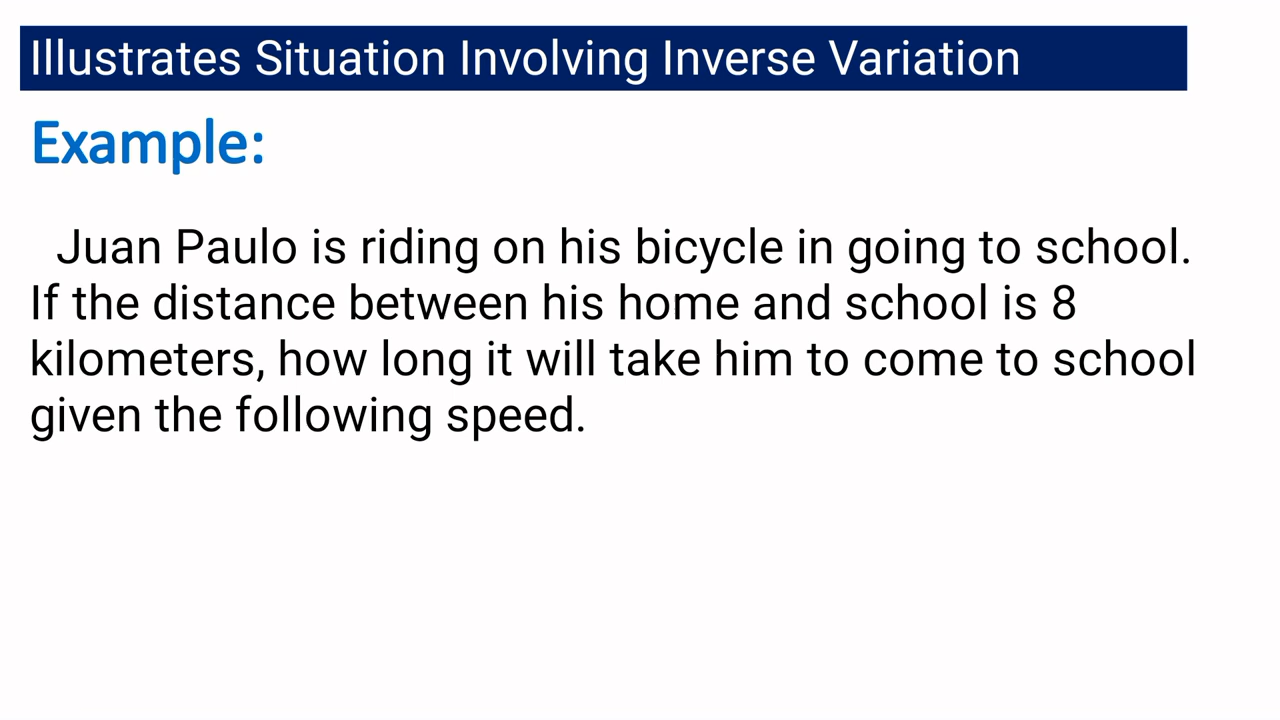 Illustrates Situation Involving Inverse Variation
Example:
Juan Paulo is riding on his bicycle in going to school.
If the distance between his home and school is 8
kilometers, how long it will take him to come to school
given the following speed.